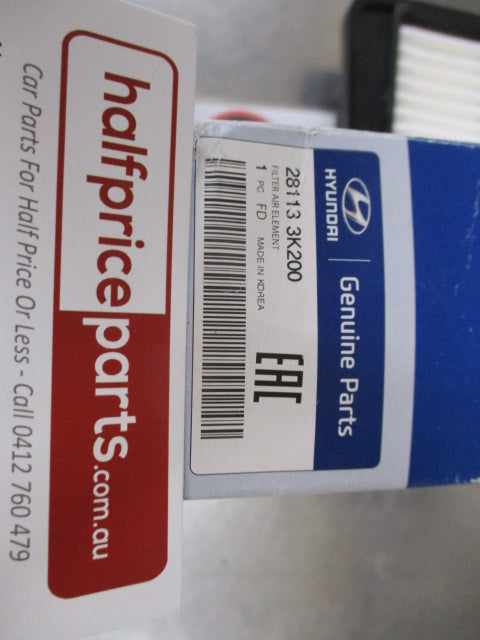 halfpriceparts.com.au
Car Parts For Half Price Or Less - Call 0412 760 479
HYUNDAI
Genuine Parts
28113 3K200
FILTER AIR ELEMENT
1 PC FD MADE IN KOREA
EAC